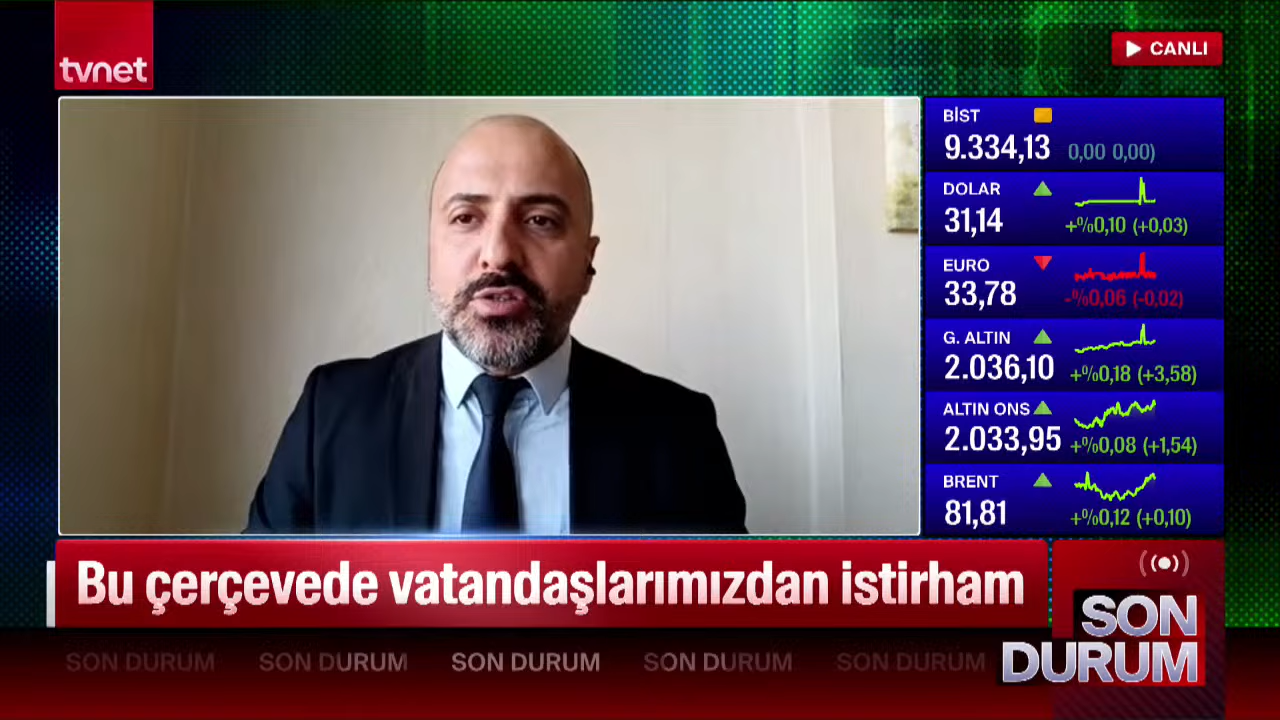 tvnet
CANLI
BİST
9.334,13 0,00 0,00)
DOLAR
31,14 +%0,10 (+0,03)
EURO
33,78 -%0,06 (-0,02)
G. ALTIN
2.036,10 +%0,18 (+3,58)
ALTIN ONS
2.033,95 +%0,08 (+1,54)
BRENT
81,81 +%0,12 (+0,10)
Bu çerçevede vatandaşlarımızdan istirham
SON DURUM SON DURUM SON DURUM SON DURUM SON DURUM
SON
DURUM